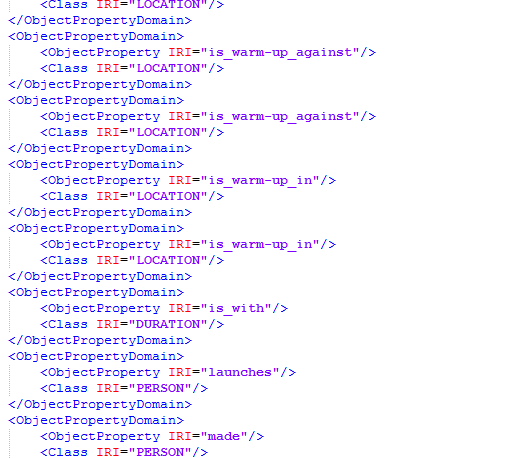 <Class IRI="LOCATION"/>
</ObjectPropertyDomain>
<ObjectPropertyDomain>
<ObjectProperty IRI="is_warm-up_against"/>
<Class IRI="LOCATION"/>
</ObjectPropertyDomain>
<ObjectPropertyDomain>
<ObjectProperty IRI="is_warm-up_against"/>
<Class IRI="LOCATION"/>
</ObjectPropertyDomain>
<ObjectPropertyDomain>
<ObjectProperty IRI="is_warm-up_in"/>
<Class IRI="LOCATION"/>
</ObjectPropertyDomain>
<ObjectPropertyDomain>
<ObjectProperty IRI="is_warm-up_in"/>
<Class IRI="LOCATION"/>
</ObjectPropertyDomain>
<ObjectPropertyDomain>
<ObjectProperty IRI="is_with"/>
<Class IRI="DURATION"/>
</ObjectPropertyDomain>
<ObjectPropertyDomain>
<ObjectProperty IRI="launches"/>
<Class IRI="PERSON"/>
</ObjectPropertyDomain>
<ObjectPropertyDomain>
<ObjectProperty IRI="made"/>
<Class IRI="PERSON"/>